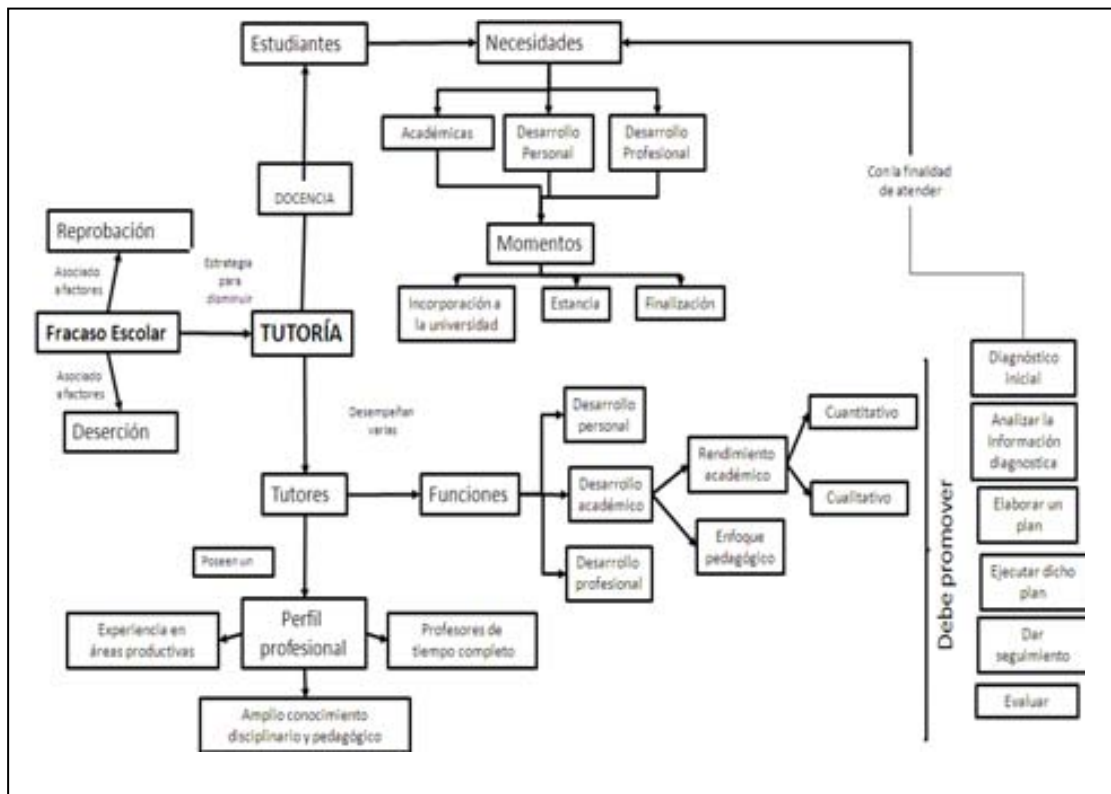 Estudiantes
Necesidades
Académicas
Desarrollo
Personal
Desarrollo
Profesional
Con la finalidad
de atender
DOCENCIA
Reprobación
Momentos
Asociado
a factores
Estrategia
para
disminuir
Incorporación a
la universidad
Estancia
Finalización
Fracaso Escolar
TUTORÍA
Asociado
a factores
Deserción
Desempeñan
varias
Desarrollo
personal
Cuantitativo
Rendimiento
académico
Tutores
Funciones
Desarrollo
académico
Cualitativo
Enfoque
pedagógico
Poseen un
Desarrollo
profesional
Perfil
profesional
Experiencia en
áreas productivas
Profesores de
tiempo completo
Amplio conocimiento
disciplinario y pedagógico
Debe promover
Diagnóstico
inicial
Analizar la
información
diagnostica
Elaborar un
plan
Ejecutar dicho
plan
Dar
seguimiento
Evaluar